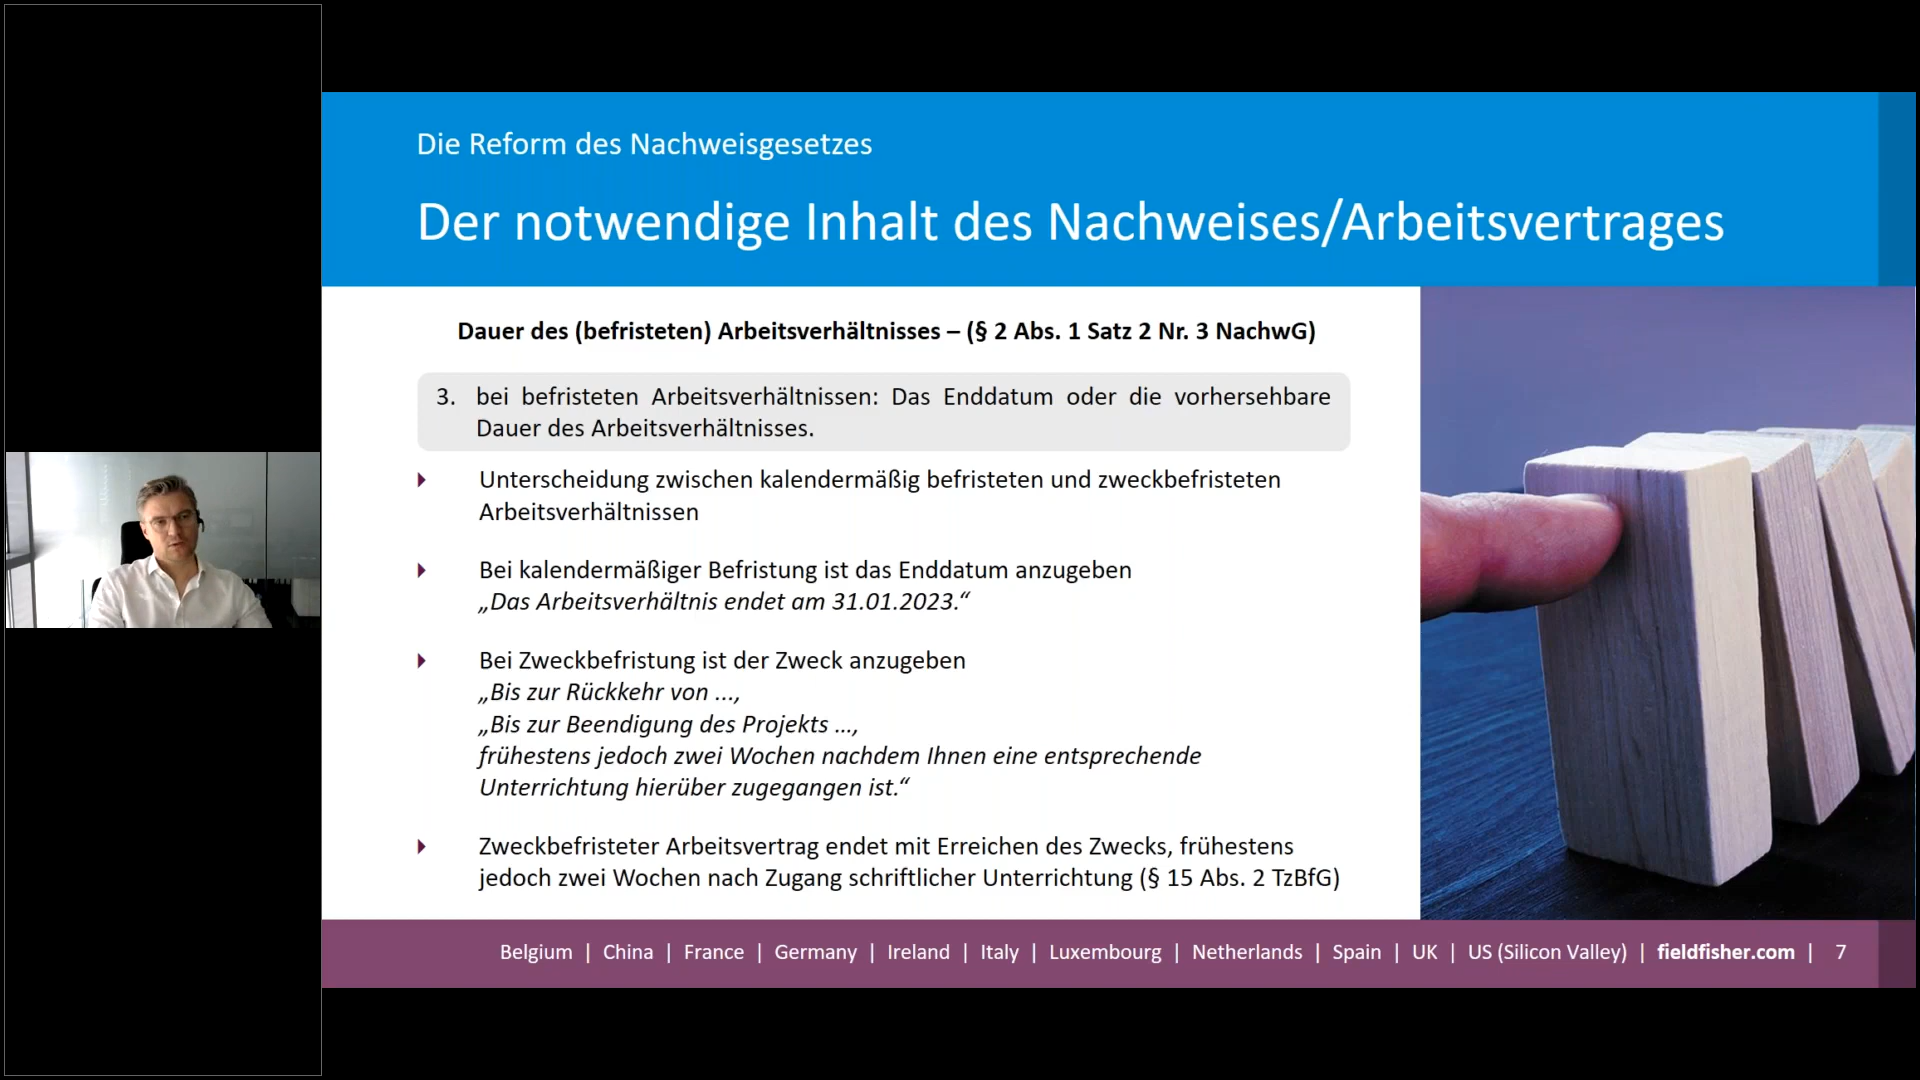 Die Reform des Nachweisgesetzes
Der notwendige Inhalt des Nachweises/Arbeitsvertrages
Dauer des (befristeten) Arbeitsverhältnisses – (§ 2 Abs. 1 Satz 2 Nr. 3 NachwG)
3. bei befristeten Arbeitsverhältnissen: Das Enddatum oder die vorhersehbare
Dauer des Arbeitsverhältnisses.
Unterscheidung zwischen kalendermäßig befristeten und zweckbefristeten
Arbeitsverhältnissen
Bei kalendermäßiger Befristung ist das Enddatum anzugeben
„Das Arbeitsverhältnis endet am 31.01.2023.“
Bei Zweckbefristung ist der Zweck anzugeben
„Bis zur Rückkehr von ...,
„Bis zur Beendigung des Projekts ...,
frühestens jedoch zwei Wochen nachdem Ihnen eine entsprechende
Unterrichtung hierüber zugegangen ist.“
Zweckbefristeter Arbeitsvertrag endet mit Erreichen des Zwecks, frühestens
jedoch zwei Wochen nach Zugang schriftlicher Unterrichtung (§ 15 Abs. 2 TzBfG)
Belgium | China | France | Germany | Ireland | Italy | Luxembourg | Netherlands | Spain | UK | US (Silicon Valley) | fieldfisher.com | 7